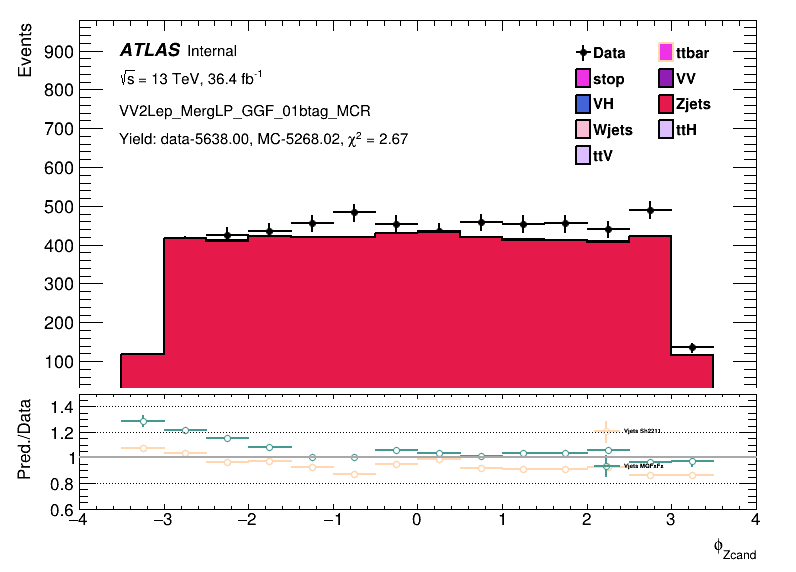 Events
900
800
700
600
500
400
300
200
100
ATLAS Internal
√s = 13 TeV, 36.4 fb⁻¹
VV2Lep_MergLP_GGF_01btag_MCR
Yield: data-5638.00, MC-5268.02, χ² = 2.67
Data
ttbar
stop
VV
VH
Zjets
Wjets
ttH
ttV
Pred./Data
1.4
1.2
1
0.8
0.6
Vjets Sh2211
Vjets MGFxFx
−4
−3
−2
−1
0
1
2
3
4
ϕ_Zcand